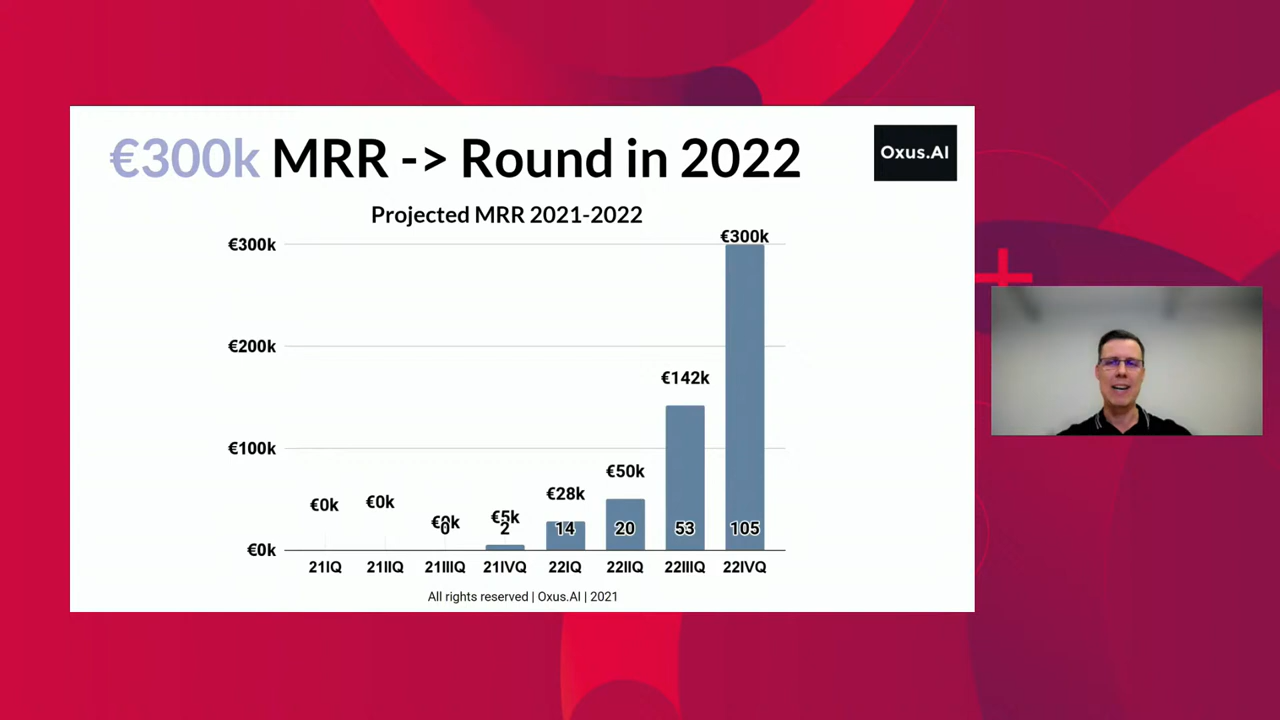 €300k MRR -> Round in 2022
Oxus.AI
Projected MRR 2021-2022
€300k
€200k
€100k
€0k
€0k
€0k
€0k
0
€5k
2
€28k
14
€50k
20
€142k
53
€300k
105
21IQ 21IIQ 21IIIQ 21IVQ 22IQ 22IIQ 22IIIQ 22IVQ
All rights reserved | Oxus.AI | 2021